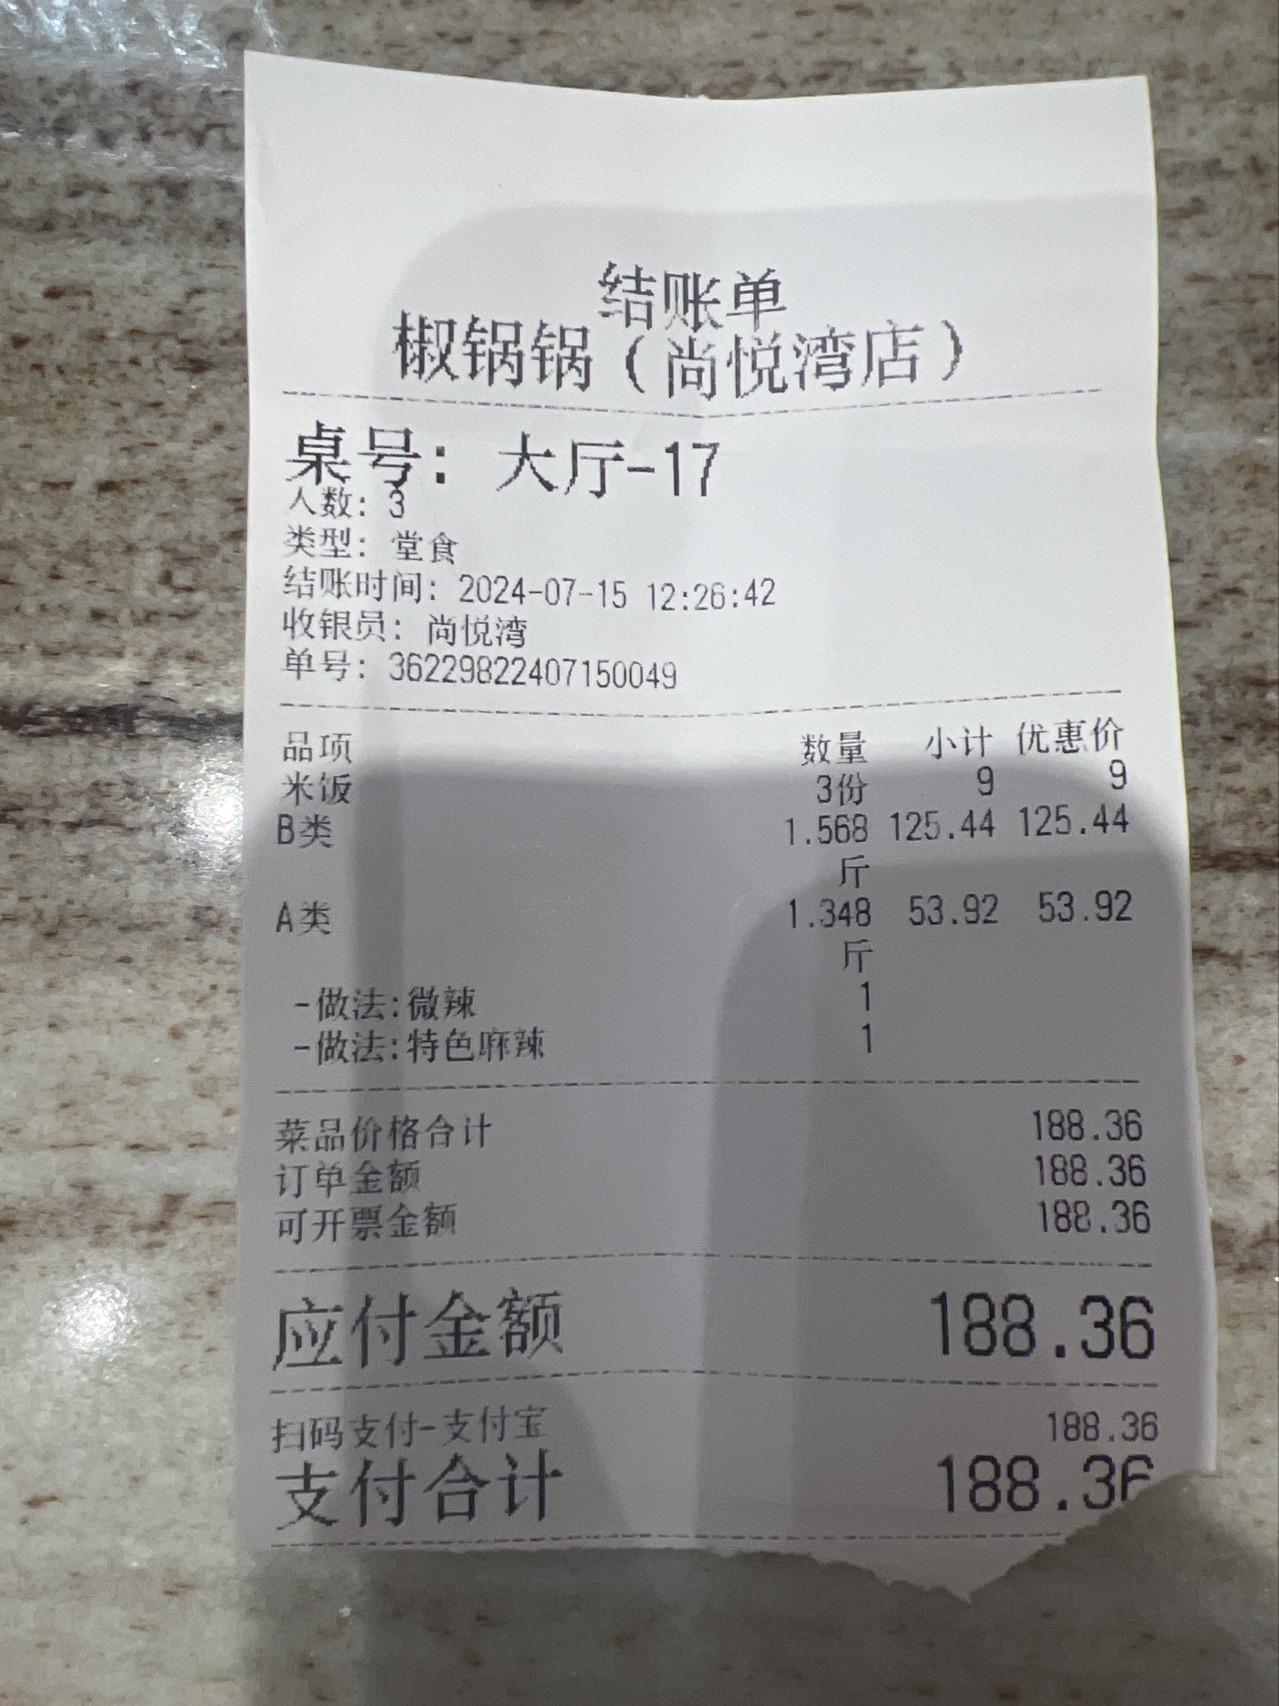 结账单
椒锅锅（尚悦湾店）
桌号: 大厅-17
人数: 3
类型: 堂食
结账时间: 2024-07-15 12:26:42
收银员: 尚悦湾
单号: 36229822407150049
品项 数量 小计 优惠价
米饭 3份 9 9
B类 1.568 125.44 125.44
斤
A类 1.348 53.92 53.92
斤
-做法:微辣 1
-做法:特色麻辣 1
菜品价格合计 188.36
订单金额 188.36
可开票金额 188.36
应付金额 188.36
扫码支付-支付宝 188.36
支付合计 188.36